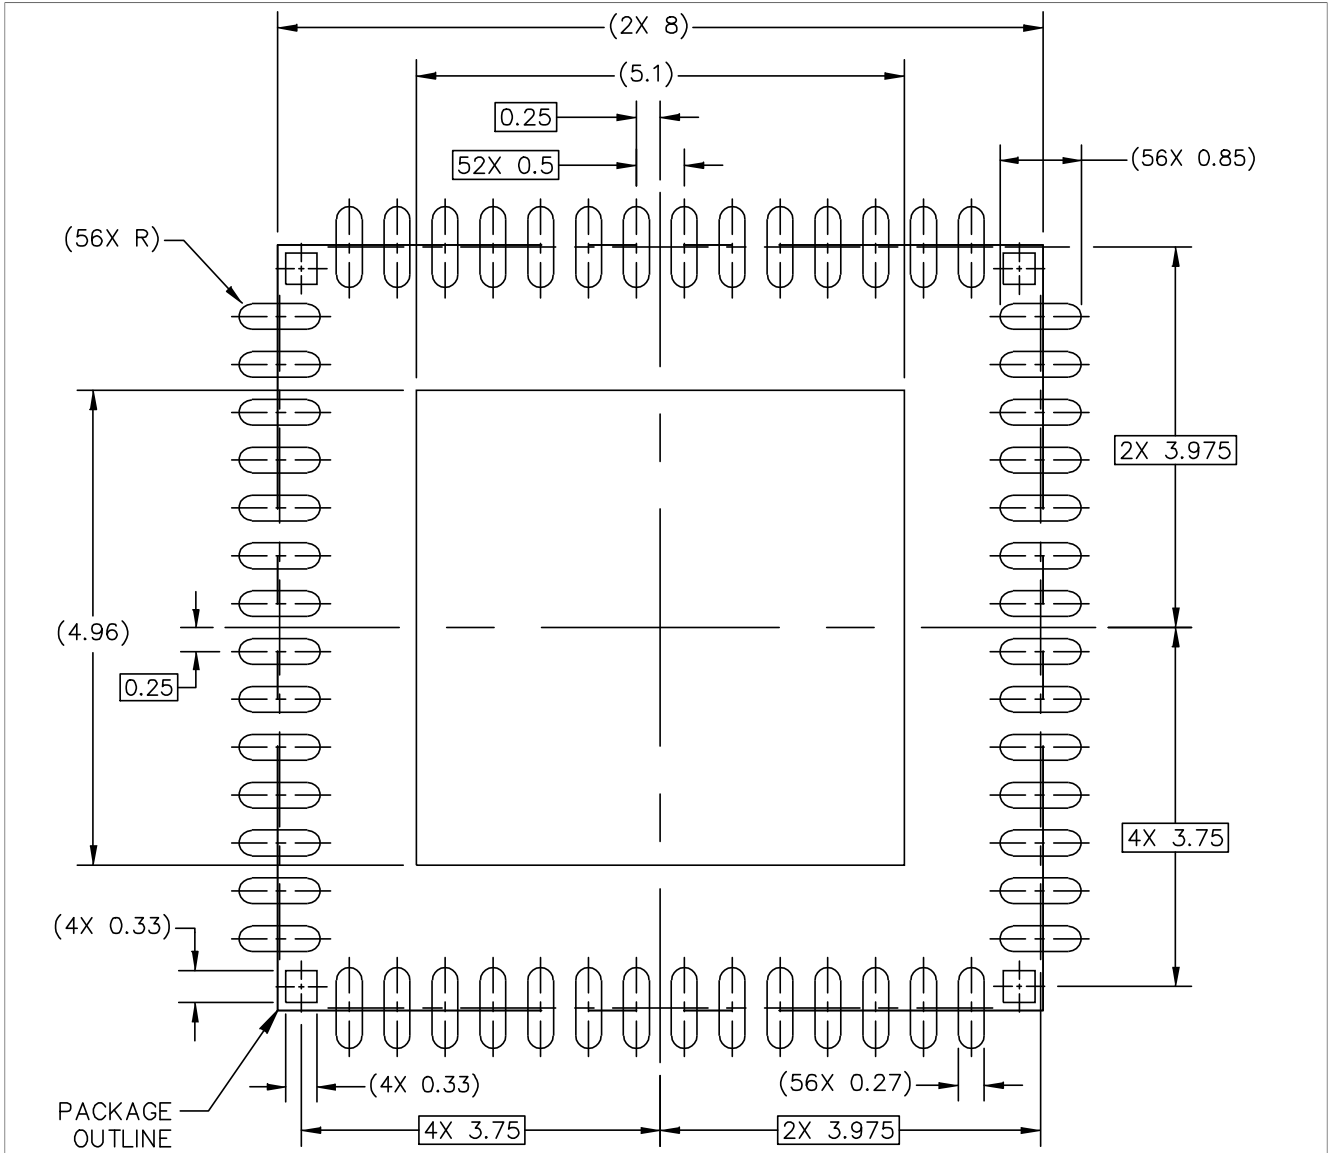 (2X 8)
(5.1)
0.25
52X 0.5
(56X 0.85)
(56X R)
2X 3.975
(4.96)
0.25
4X 3.75
(4X 0.33)
(4X 0.33)
(56X 0.27)
PACKAGE
OUTLINE
4X 3.75
2X 3.975